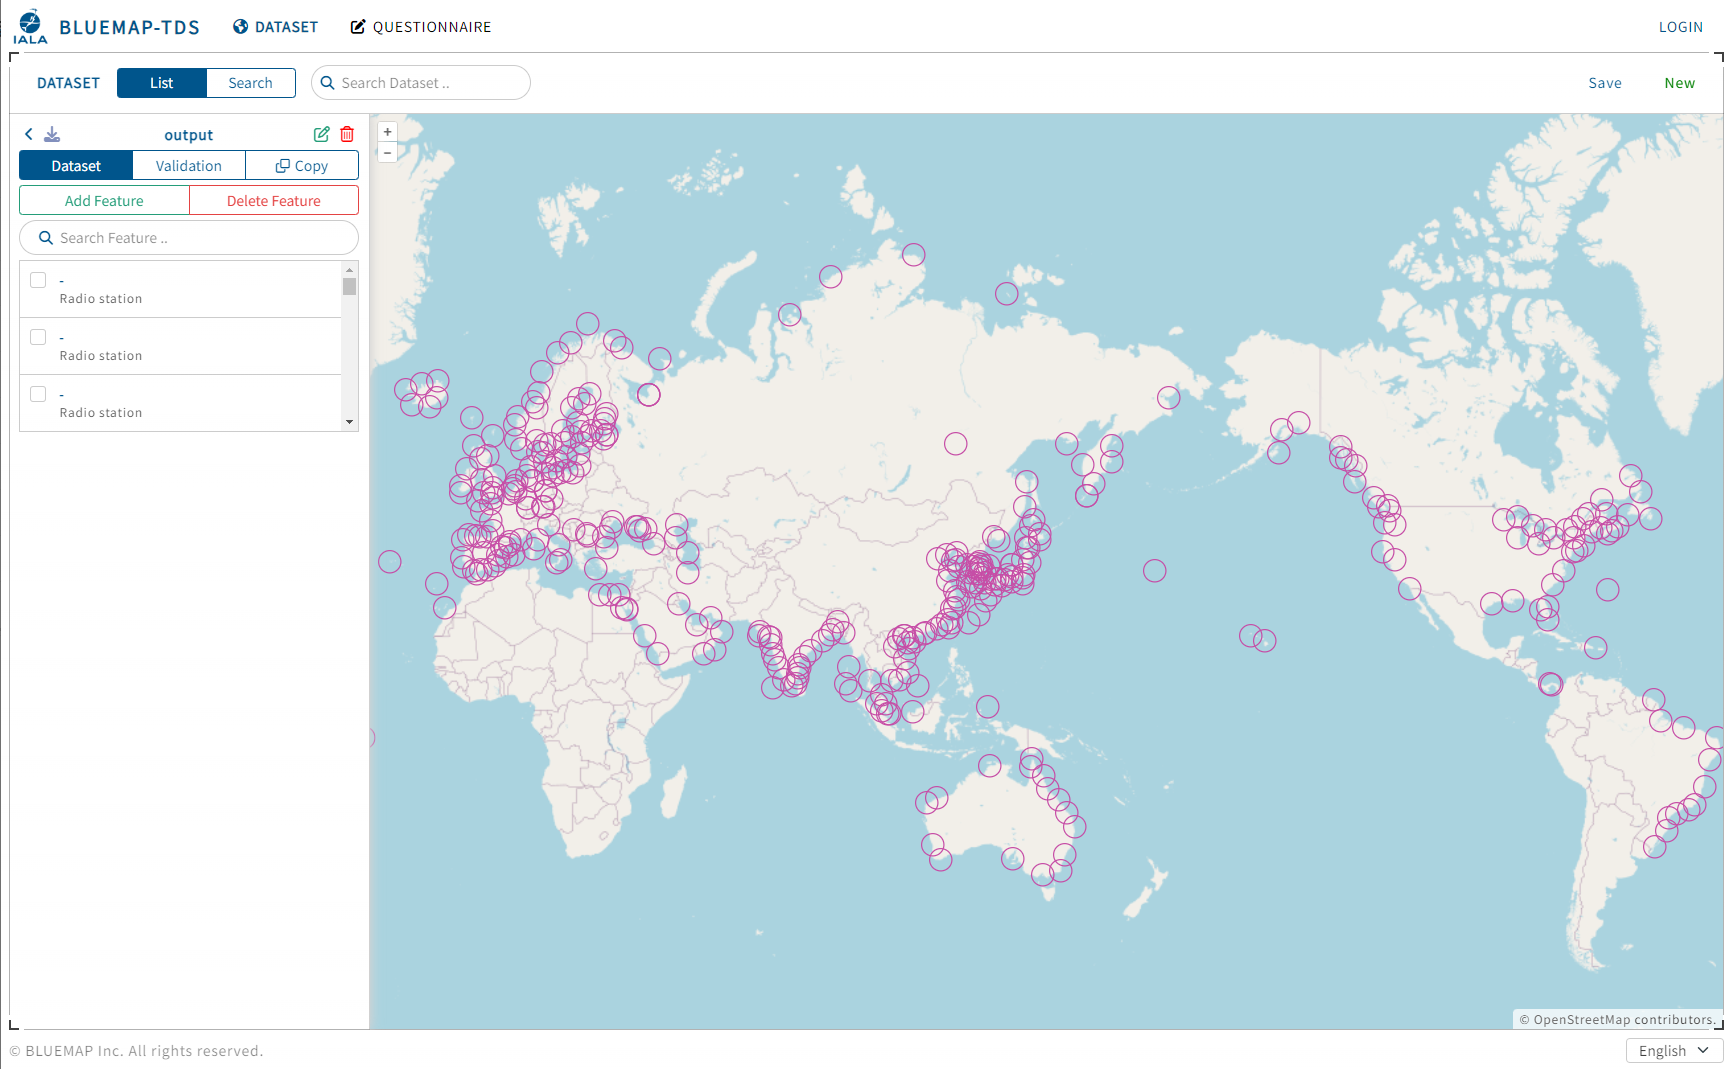 IALA
BLUEMAP-TDS
DATASET
QUESTIONNAIRE
LOGIN
DATASET
List
Search
Search Dataset ..
Save
New
output
Dataset
Validation
Copy
Add Feature
Delete Feature
Search Feature ..
-
Radio station
-
Radio station
-
Radio station
+
−
© OpenStreetMap contributors.
© BLUEMAP Inc. All rights reserved.
English